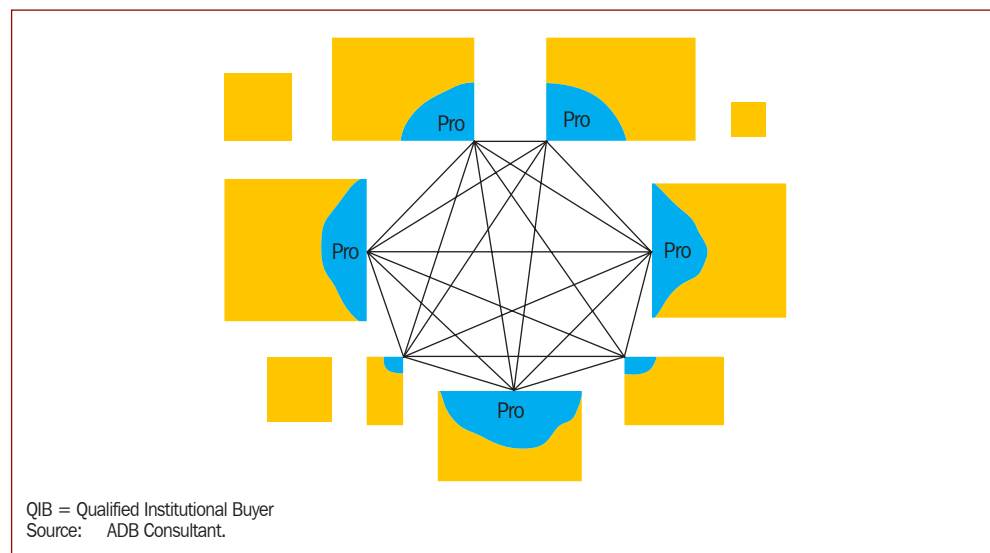 Pro
Pro
Pro
Pro
Pro
QIB = Qualified Institutional Buyer
Source: ADB Consultant.